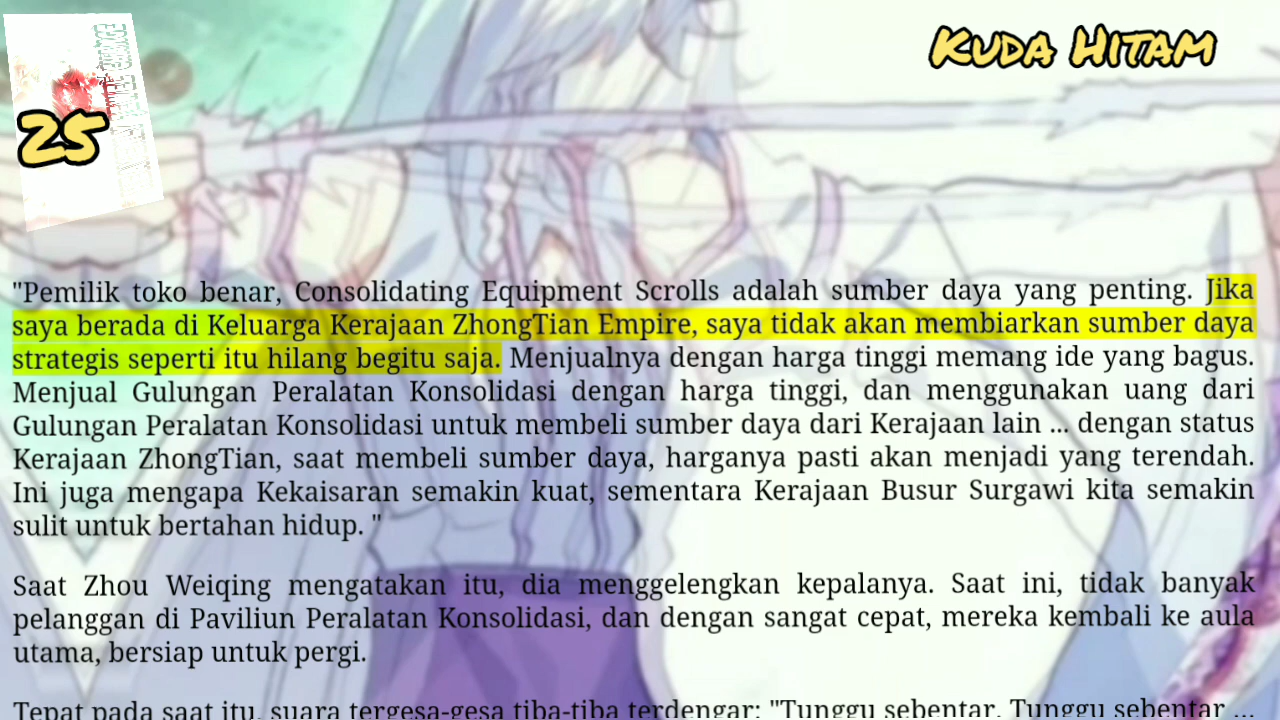 Kuda Hitam
25
"Pemilik toko benar, Consolidating Equipment Scrolls adalah sumber daya yang penting. Jika
saya berada di Keluarga Kerajaan ZhongTian Empire, saya tidak akan membiarkan sumber daya
strategis seperti itu hilang begitu saja. Menjualnya dengan harga tinggi memang ide yang bagus.
Menjual Gulungan Peralatan Konsolidasi dengan harga tinggi, dan menggunakan uang dari
Gulungan Peralatan Konsolidasi untuk membeli sumber daya dari Kerajaan lain ... dengan status
Kerajaan ZhongTian, saat membeli sumber daya, harganya pasti akan menjadi yang terendah.
Ini juga mengapa Kekaisaran semakin kuat, sementara Kerajaan Busur Surgawi kita semakin
sulit untuk bertahan hidup. "
Saat Zhou Weiqing mengatakan itu, dia menggelengkan kepalanya. Saat ini, tidak banyak
pelanggan di Paviliun Peralatan Konsolidasi, dan dengan sangat cepat, mereka kembali ke aula
utama, bersiap untuk pergi.
Tepat pada saat itu, suara tergesa-gesa tiba-tiba terdengar: "Tunggu sebentar, Tunggu sebentar ...